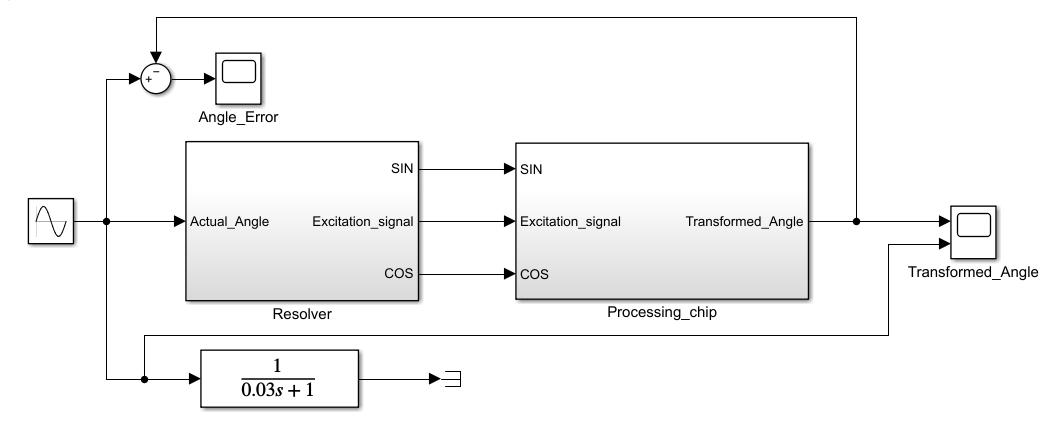 +
−
Angle_Error
Actual_Angle
SIN
Excitation_signal
COS
Resolver
SIN
Excitation_signal
COS
Transformed_Angle
Processing_chip
Transformed_Angle
1
0.03s + 1